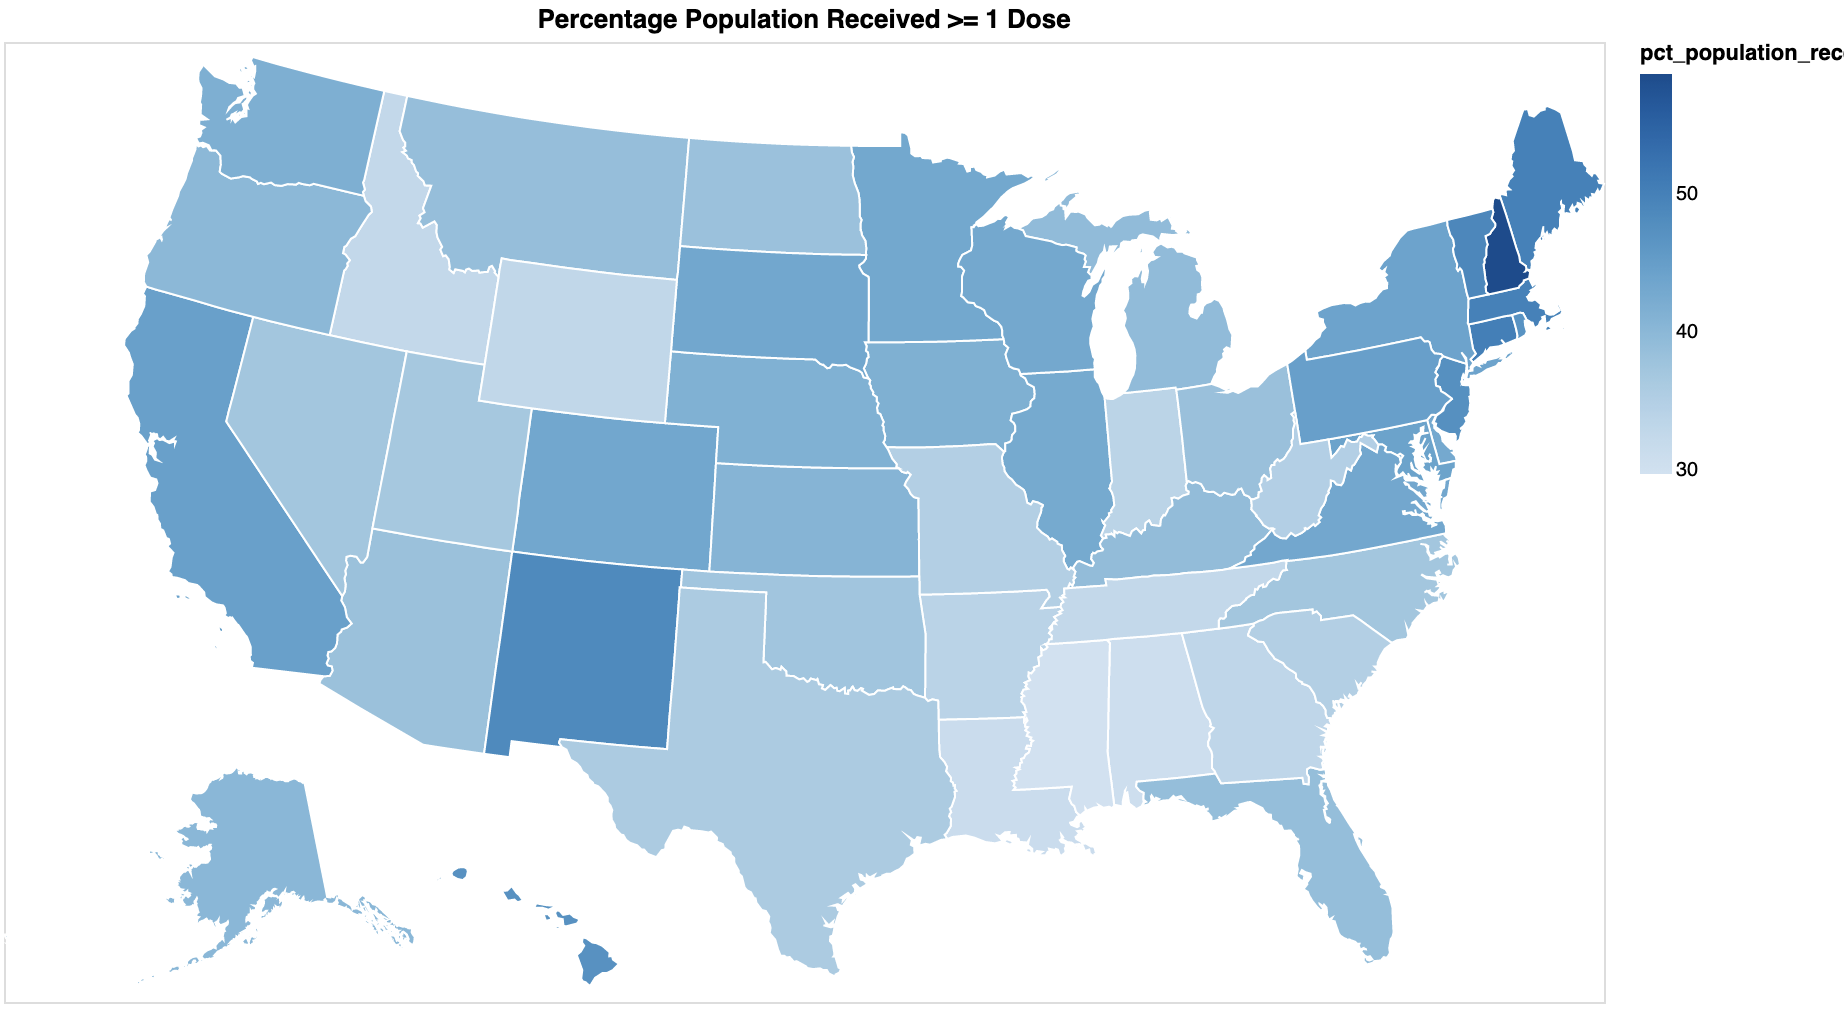 Percentage Population Received >= 1 Dose
pct_population_rec
50
40
30